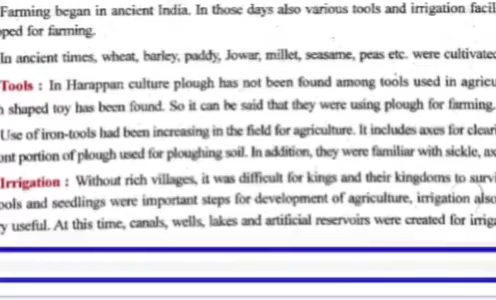 Farming began in ancient India. In those days also various tools and irrigation facil
ped for farming.
In ancient times, wheat, barley, paddy, Jowar, millet, seasame, peas etc. were cultivate
Tools : In Harappan culture plough has not been found among tools used in agricu
shaped toy has been found. So it can be said that they were using plough for farming.
Use of iron-tools had been increasing in the field for agriculture. It includes axes for cleari
ont portion of plough used for ploughing soil. In addition, they were familiar with sickle, ax
Irrigation : Without rich villages, it was difficult for kings and their kingdoms to survi
ools and seedlings were important steps for development of agriculture, irrigation also
y useful. At this time, canals, wells, lakes and artificial reservoirs were created for irriga